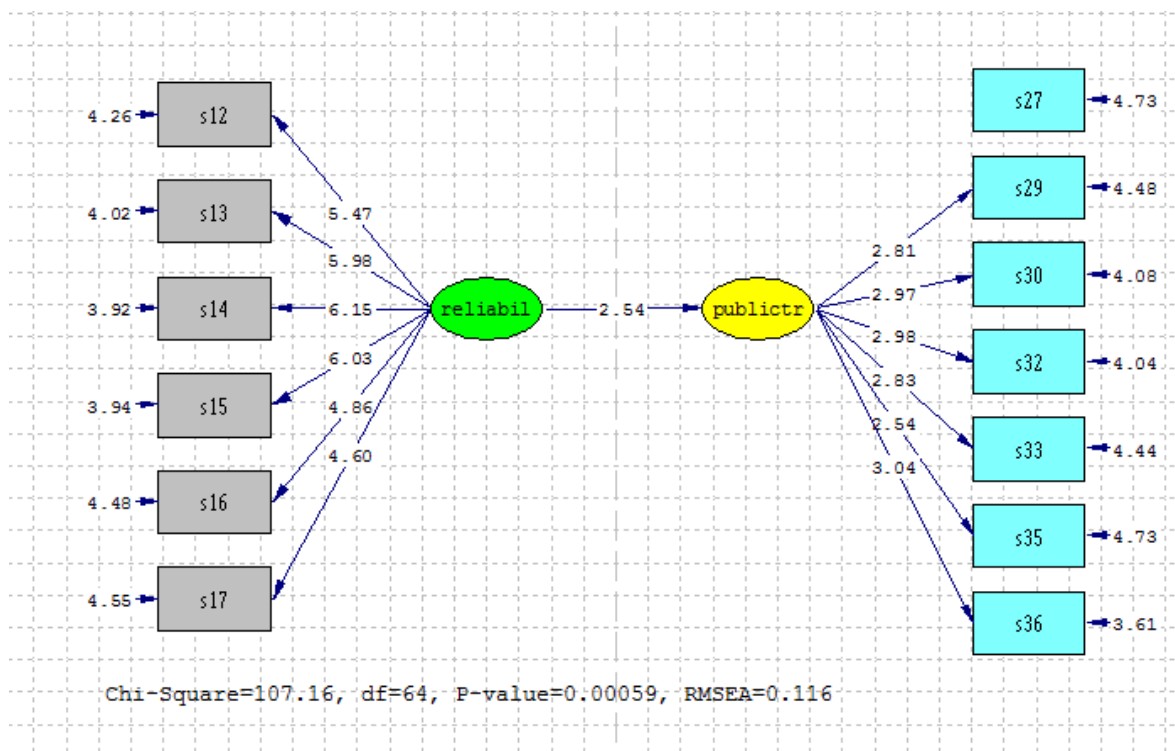 4.26 s12
4.02 s13
3.92 s14
3.94 s15
4.48 s16
4.55 s17
5.47
5.98
6.15
6.03
4.86
4.60
reliabil
2.54
publictr
2.81
2.97
2.98
2.83
2.54
3.04
s27 4.73
s29 4.48
s30 4.08
s32 4.04
s33 4.44
s35 4.73
s36 3.61
Chi-Square=107.16, df=64, P-value=0.00059, RMSEA=0.116